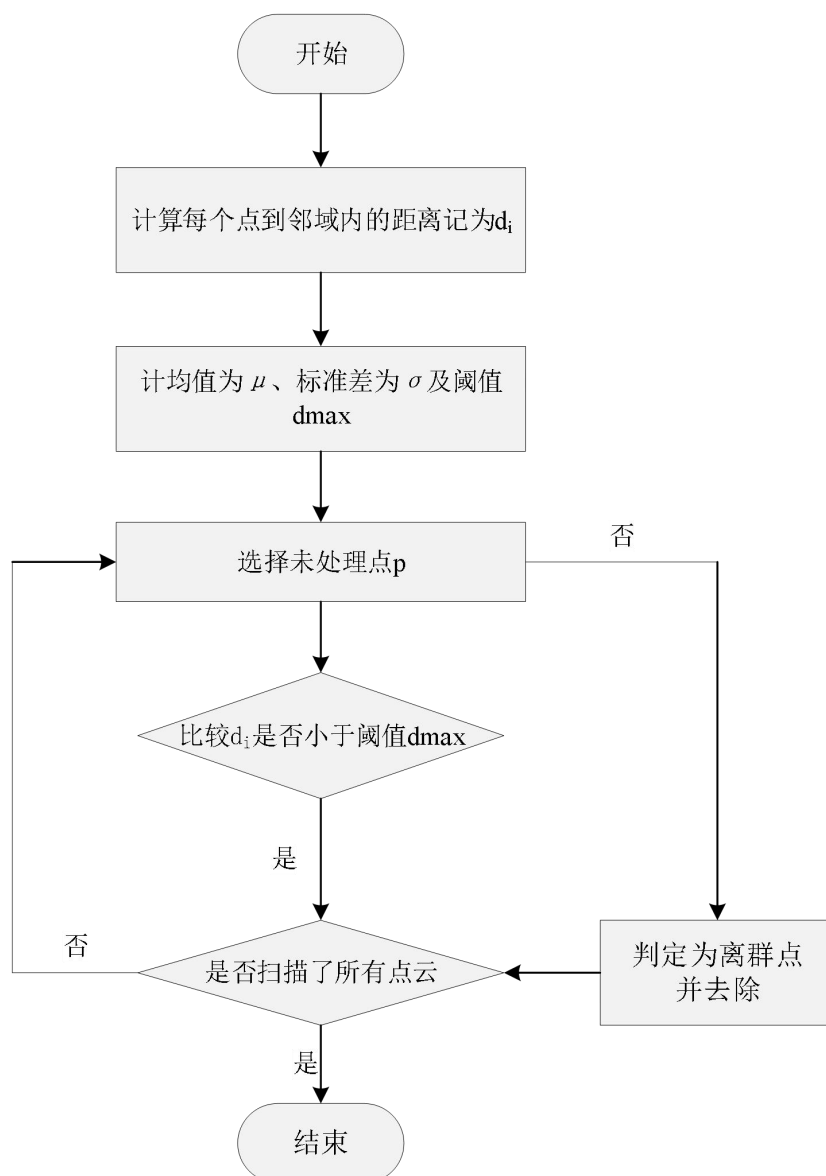 开始
计算每个点到邻域内的距离记为di
计均值为μ、标准差为σ及阈值
dmax
选择未处理点p
否
比较di是否小于阈值dmax
是
否
是否扫描了所有点云
判定为离群点
并去除
是
结束